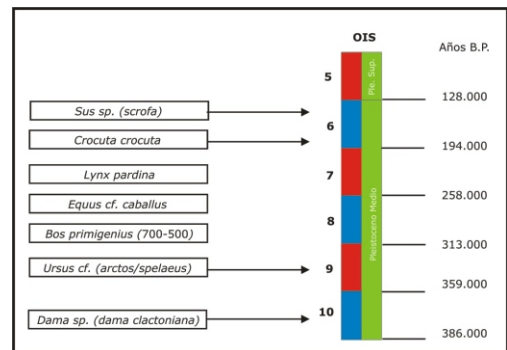 OIS
Años B.P.
5
Ple. Sup.
128.000
Sus sp. (scrofa)
6
Crocuta crocuta
194.000
Lynx pardina
7
258.000
Equus cf. caballus
Pleistoceno Medio
8
Bos primigenius (700-500)
313.000
Ursus cf. (arctos/spelaeus)
9
359.000
Dama sp. (dama clactoniana)
10
386.000